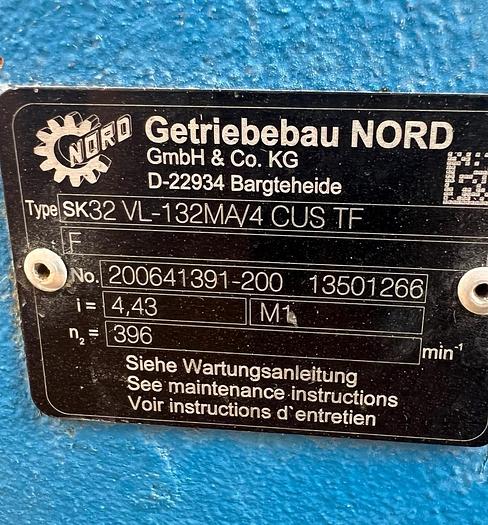 NORD
Getriebebau NORD
GmbH & Co. KG
D-22934 Bargteheide
Type SK32 VL-132MA/4 CUS TF
F
No. 200641391-200 13501266
i = 4,43 M1
n₂ = 396 min⁻¹
Siehe Wartungsanleitung
See maintenance instructions
Voir instructions d`entretien